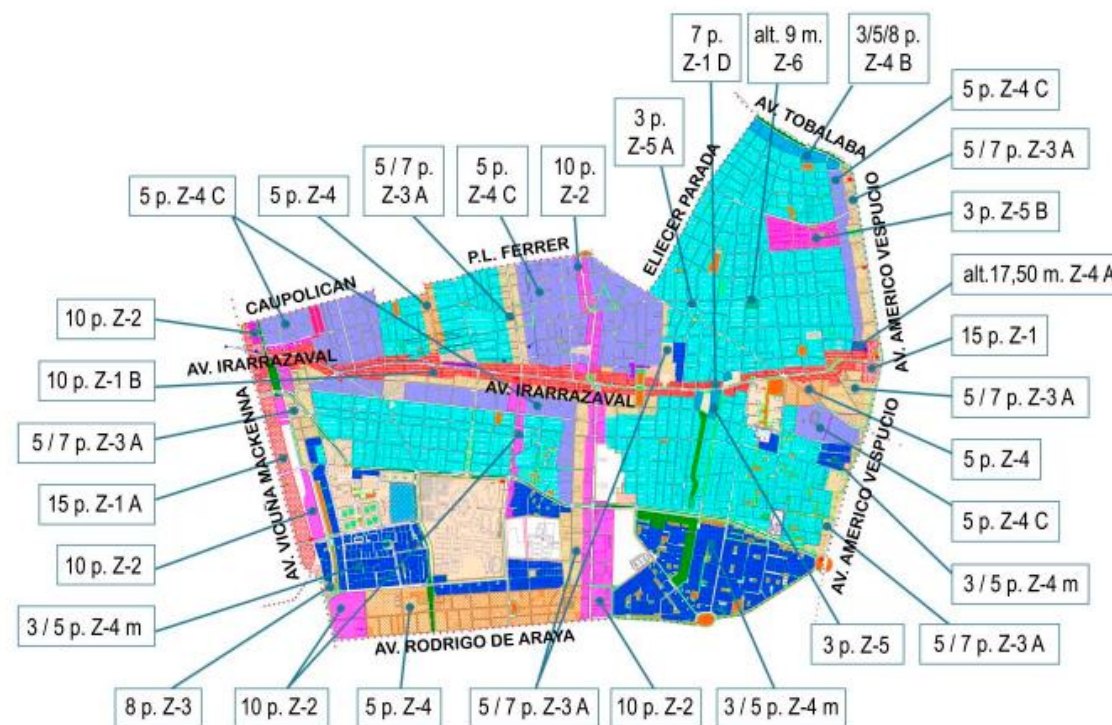 7 p.
Z-1 D
alt. 9 m.
Z-6
3/5/8 p.
Z-4 B
5 p. Z-4 C
3 p.
Z-5 A
AV. TOBALABA
5 / 7 p. Z-3 A
5 p. Z-4 C
5 p. Z-4
5 / 7 p.
Z-3 A
5 p.
Z-4 C
10 p.
Z-2
ELIECER PARADA
3 p. Z-5 B
AV. AMERICO VESPUCIO
P.L. FERRER
CAUPOLICAN
alt.17,50 m. Z-4 A
10 p. Z-2
AV. IRARRAZAVAL
15 p. Z-1
10 p. Z-1 B
AV. IRARRAZAVAL
5 / 7 p. Z-3 A
5 / 7 p. Z-3 A
AV. VICUNA MACKENNA
5 p. Z-4
15 p. Z-1 A
AV. AMERICO VESPUCIO
5 p. Z-4 C
10 p. Z-2
3 / 5 p. Z-4 m
3 / 5 p. Z-4 m
AV. RODRIGO DE ARAYA
3 p. Z-5
5 / 7 p. Z-3 A
8 p. Z-3
10 p. Z-2
5 p. Z-4
5 / 7 p. Z-3 A
10 p. Z-2
3 / 5 p. Z-4 m